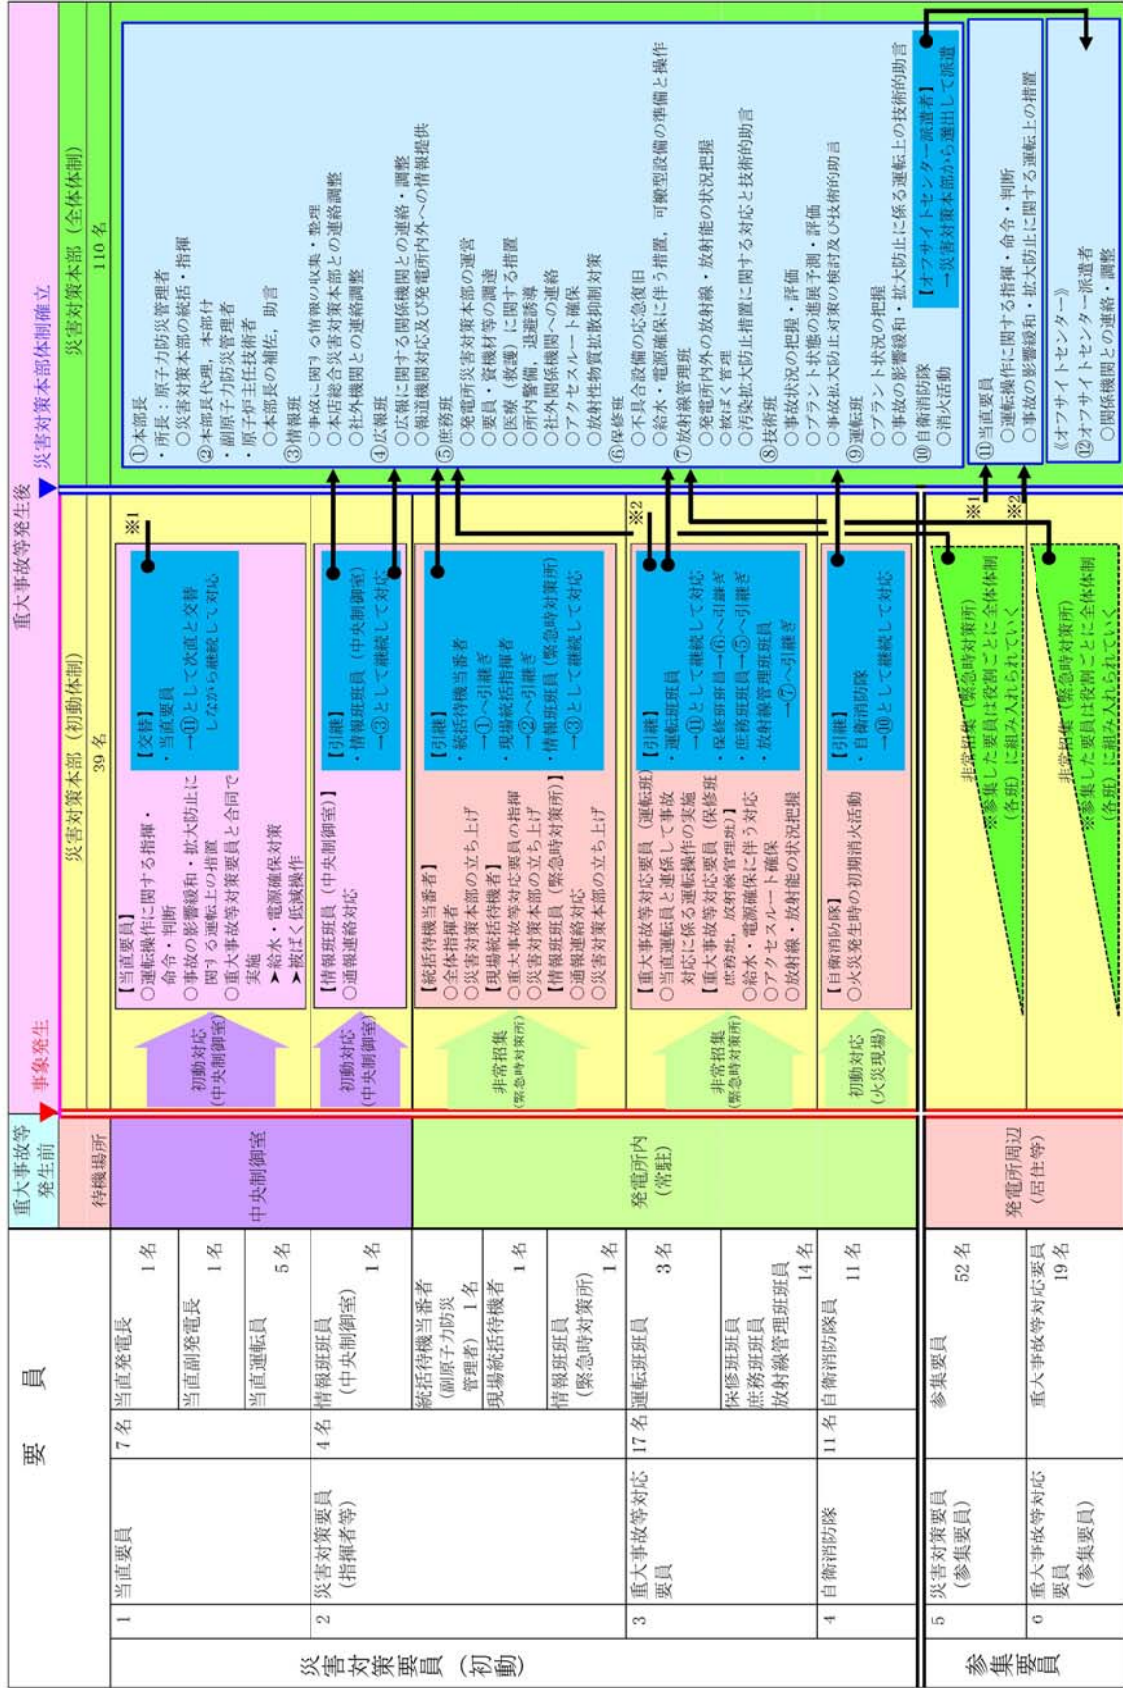 要　員
重大事故等
発生前
重大事故等発生後
事象発生
災害対策本部体制確立
待機場所
災害対策本部（初動体制）
39 名
災害対策本部（全体体制）
110 名
災害対策要員（初動）
1
当直要員
7 名
当直発電長
1 名
当直副発電長
1 名
当直運転員
5 名
2
災害対策要員
(指揮者等)
4 名
情報班班員
(中央制御室)
1 名
統括待機当番者
(副原子力防災
管理者) 1 名
現場統括待機者
1 名
情報班班員
(緊急時対策所)
1 名
3
重大事故等対応
要員
17 名
運転班班員
3 名
保修班班員
庶務班班員
放射線管理班班員
14 名
4
自衛消防隊
11 名
自衛消防隊員
11 名
参集要員
5
災害対策要員
(参集要員)
参集要員
52 名
6
重大事故等対応
要員
(参集要員)
重大事故等対応要員
19 名
中央制御室
発電所内
(常駐)
発電所周辺
(居住等)
初動対応
(中央制御室)
初動対応
(中央制御室)
非常招集
(緊急時対策所)
非常招集
(緊急時対策所)
初動対応
(火災現場)
【当直要員】
○運転操作に関する指揮・
命令・判断
○事故の影響緩和・拡大防止に
関する運転上の措置
○重大事故等対策要員と合同で
実施
➤給水・電源確保対策
➤被ばく低減操作
【交替】
・当直要員
→⑪として次直と交替
しながら継続して対応
※1
【情報班班員（中央制御室）】
○通報連絡対応
【引継】
・情報班班員（中央制御室）
→③として継続して対応
【統括待機当番者】
○全体指揮者
○災害対策本部の立ち上げ
【現場統括待機者】
○重大事故等対応要員の指揮
○災害対策本部の立ち上げ
【情報班班員（緊急時対策所）】
○通報連絡対応
○災害対策本部の立ち上げ
【引継】
・統括待機当番者
→①へ引継ぎ
・現場統括指揮者
→②へ引継ぎ
・情報班班員（緊急時対策所）
→③として継続して対応
【重大事故等対応要員（運転班）】
○当直運転員と連係して事故
対応に係る運転操作の実施
【重大事故等対応要員（保修班,
庶務班，放射線管理班）】
○給水・電源確保に伴う対応
○アクセスルート確保
○放射線・放射能の状況把握
【引継】
・運転班班員
→⑪として継続して対応
・保修班班員→⑥へ引継ぎ
・庶務班班員→⑤へ引継ぎ
・放射線管理班班員
→⑦へ引継ぎ
※2
【自衛消防隊】
○火災発生時の初期消火活動
【引継】
・自衛消防隊
→⑩として継続して対応
非常招集（緊急時対策所）
※参集した要員は役割ごとに全体体制
(各班）に組み入れられていく
非常招集（緊急時対策所）
※参集した要員は役割ごとに全体体制
(各班）に組み入れられていく
①本部長
・所長：原子力防災管理者
○災害対策本部の統括・指揮
②本部長代理，本部付
・副原子力防災管理者
・原子炉主任技術者
○本部長の補佐，助言
③情報班
○事故に関する情報の収集・整理
○本店総合災害対策本部との連絡調整
○社外機関との連絡調整
④広報班
○広報に関する関係機関との連絡・調整
○報道機関対応及び発電所内外への情報提供
⑤庶務班
○発電所災害対策本部の運営
○要員・資機材等の調達
○医療（救護）に関する措置
○所内警備，退避誘導
○社外関係機関への連絡
○アクセスルート確保
○放射性物質拡散抑制対策
⑥保修班
○不具合設備の応急復旧
○給水・電源確保に伴う措置，可搬型設備の準備と操作
⑦放射線管理班
○発電所内外の放射線・放射能の状況把握
○被ばく管理
○汚染拡大防止措置に関する対応と技術的助言
⑧技術班
○事故状況の把握・評価
○プラント状態の進展予測・評価
○事故拡大防止対策の検討及び技術的助言
⑨運転班
○プラント状況の把握
○事故の影響緩和・拡大防止に係る運転上の技術的助言
⑩自衛消防隊
○消火活動
【オフサイトセンター派遣者】
→災害対策本部から選出して派遣
※1
⑪当直要員
○運転操作に関する指揮・命令・判断
○事故の影響緩和・拡大防止に関する運転上の措置
※2
《オフサイトセンター》
⑫オフサイトセンター派遣者
○関係機関との連絡・調整